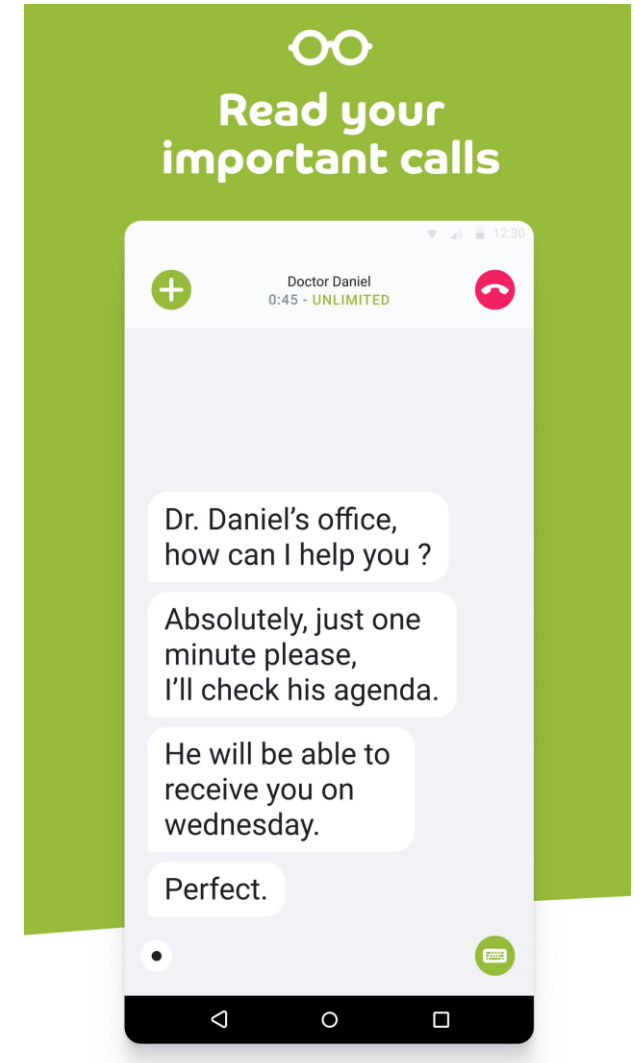 Read your
important calls
12:30
Doctor Daniel
0:45 - UNLIMITED
Dr. Daniel’s office,
how can I help you ?
Absolutely, just one
minute please,
I’ll check his agenda.
He will be able to
receive you on
wednesday.
Perfect.